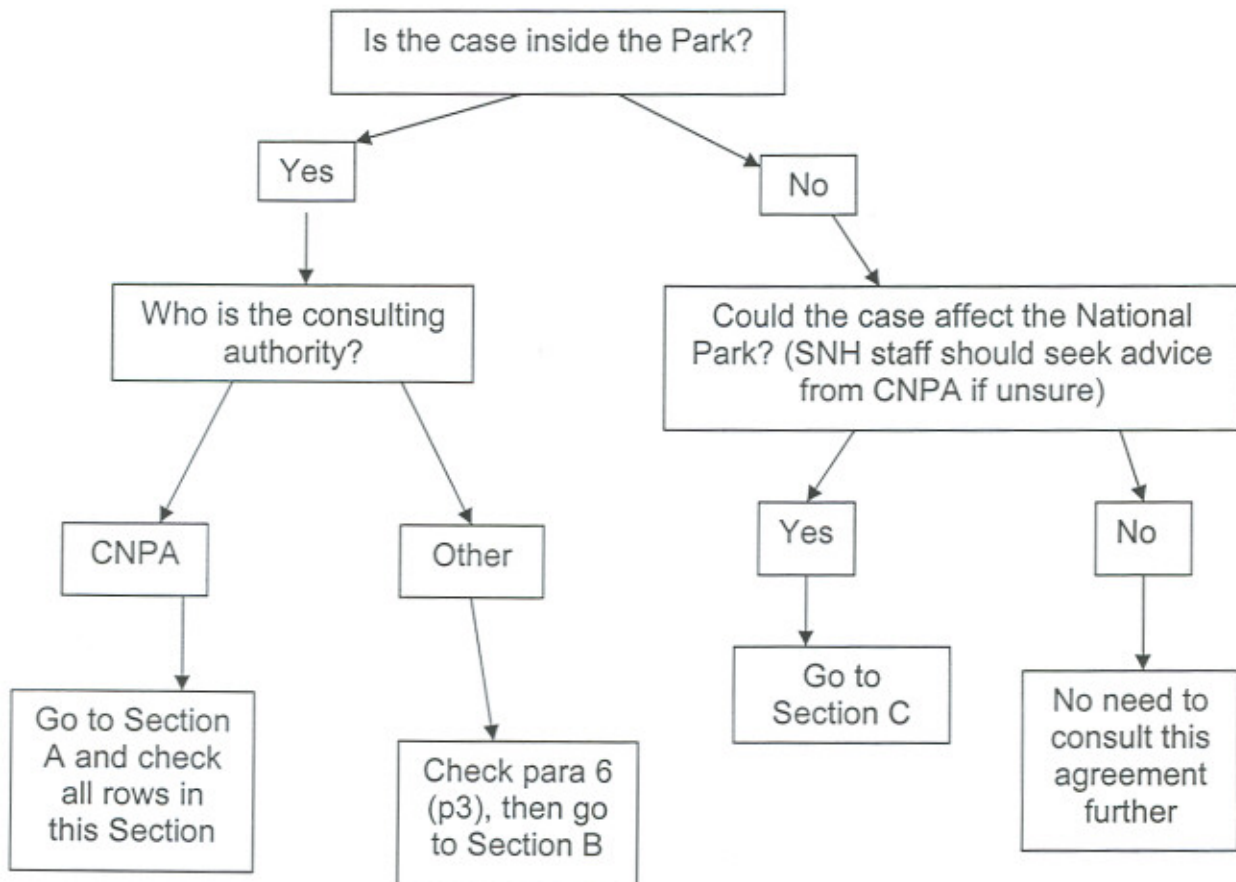 Is the case inside the Park?
Yes
No
Who is the consulting
authority?
Could the case affect the National
Park? (SNH staff should seek advice
from CNPA if unsure)
CNPA
Other
Yes
No
Go to Section
A and check
all rows in
this Section
Check para 6
(p3), then go
to Section B
Go to
Section C
No need to
consult this
agreement
further